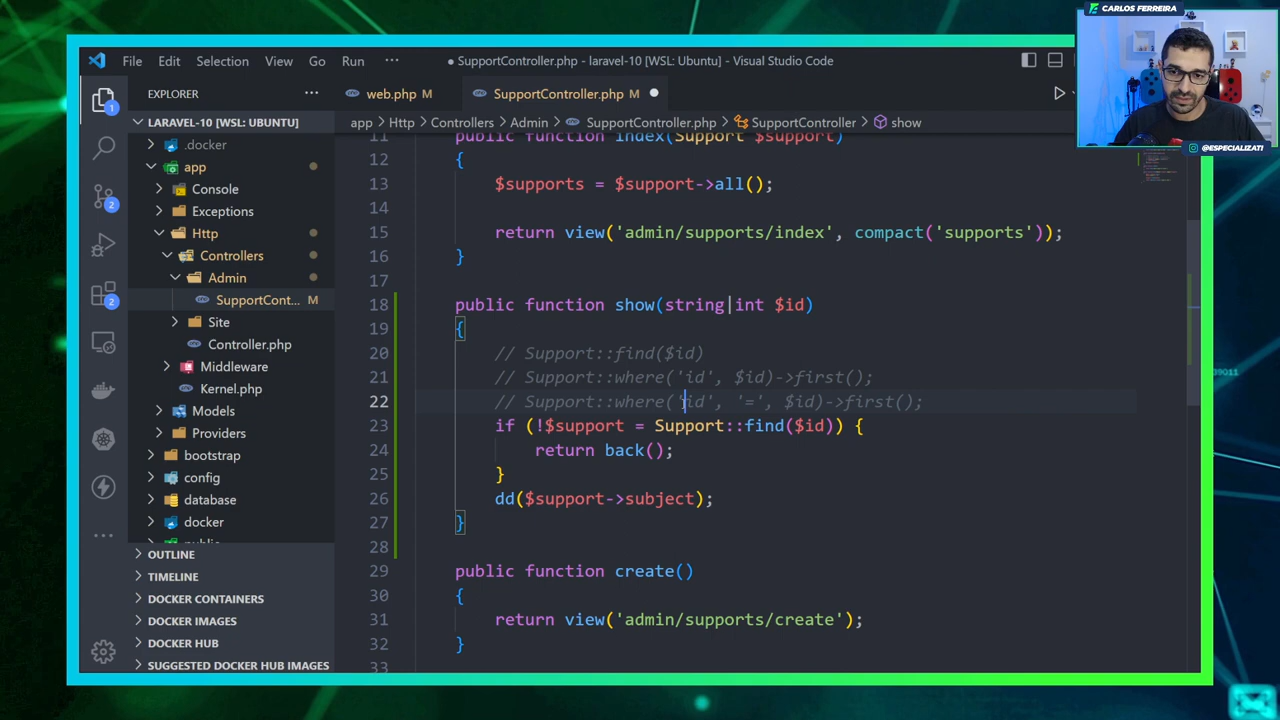 CARLOS FERREIRA
@ESPECIALIZATI
File Edit Selection View Go Run ···
● SupportController.php - laravel-10 [WSL: Ubuntu] - Visual Studio Code
EXPLORER ···
web.php M
SupportController.php M ●
app > Http > Controllers > Admin > SupportController.php > SupportController > show
LARAVEL-10 [WSL: UBUNTU]
.docker
app
Console
Exceptions
Http
Controllers
Admin
SupportCont... M
Site
Controller.php
Middleware
Kernel.php
Models
Providers
bootstrap
config
database
docker
public
OUTLINE
TIMELINE
DOCKER CONTAINERS
DOCKER IMAGES
DOCKER HUB
SUGGESTED DOCKER HUB IMAGES
1
2
2
11 public function index(Support $support)
12 {
13 $supports = $support->all();
14
15 return view('admin/supports/index', compact('supports'));
16 }
17
18 public function show(string|int $id)
19 {
20 // Support::find($id)
21 // Support::where('id', $id)->first();
22 // Support::where('id', '=', $id)->first();
23 if (!$support = Support::find($id)) {
24 return back();
25 }
26 dd($support->subject);
27 }
28
29 public function create()
30 {
31 return view('admin/supports/create');
32 }
33